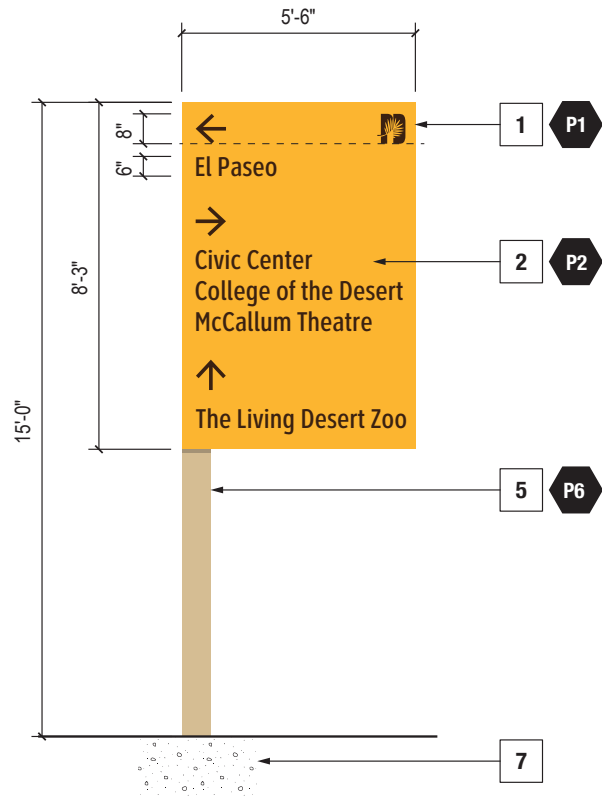 5'-6"
8"
1
P1
6"
El Paseo
8'-3"
Civic Center
2
P2
College of the Desert
McCallum Theatre
15'-0"
The Living Desert Zoo
5
P6
7